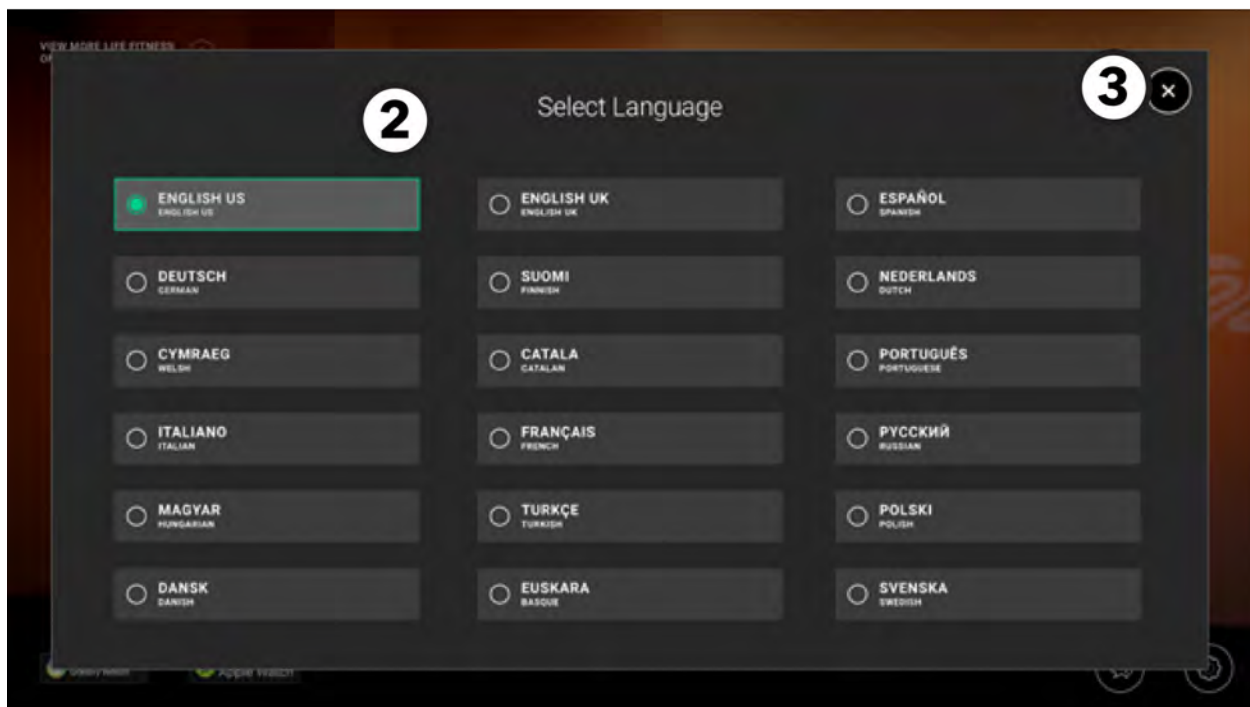 VIEW MORE LIFE FITNESS
2
Select Language
3
ENGLISH US
ENGLISH US
ENGLISH UK
ENGLISH UK
ESPAÑOL
SPANISH
DEUTSCH
GERMAN
SUOMI
FINNISH
NEDERLANDS
DUTCH
CYMRAEG
WELSH
CATALA
CATALAN
PORTUGUÊS
PORTUGUESE
ITALIANO
ITALIAN
FRANÇAIS
FRENCH
РУССКИЙ
RUSSIAN
MAGYAR
HUNGARIAN
TURKÇE
TURKISH
POLSKI
POLISH
DANSK
DANISH
EUSKARA
BASQUE
SVENSKA
SWEDISH
Apple Watch